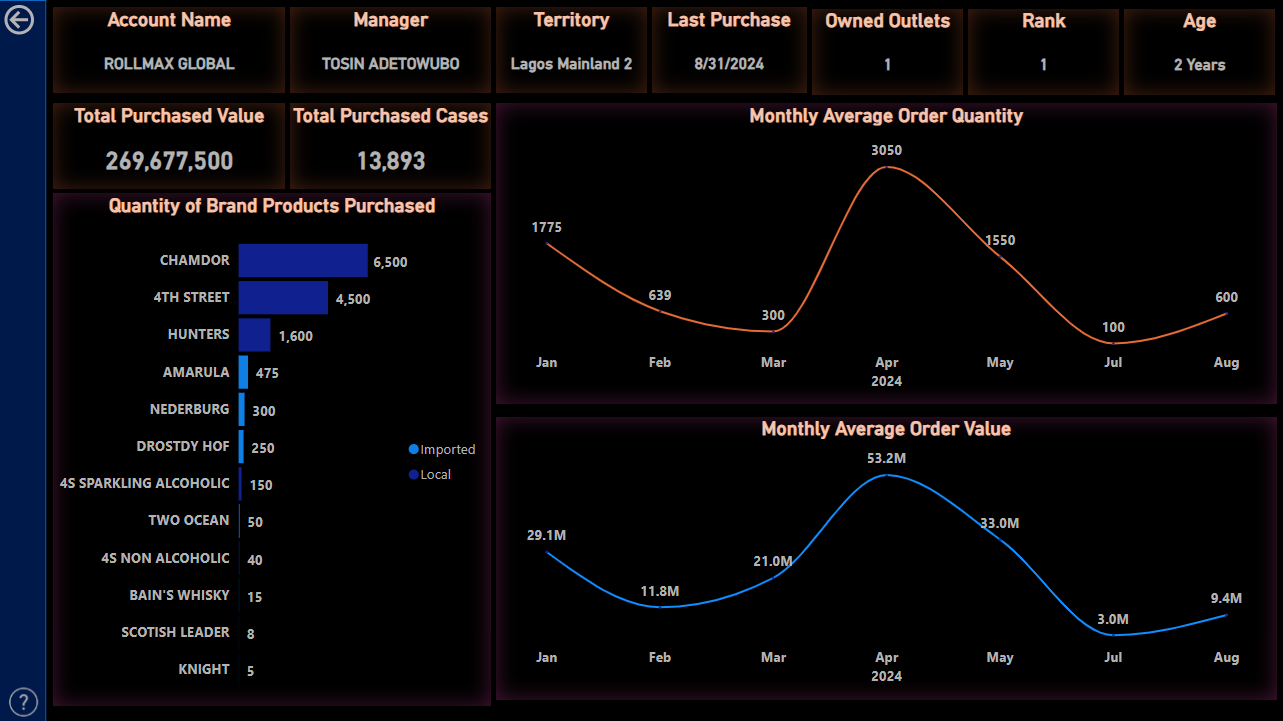 Account Name
ROLLMAX GLOBAL
Manager
TOSIN ADETOWUBO
Territory
Lagos Mainland 2
Last Purchase
8/31/2024
Owned Outlets
1
Rank
1
Age
2 Years
Total Purchased Value
269,677,500
Total Purchased Cases
13,893
Quantity of Brand Products Purchased
CHAMDOR 6,500
4TH STREET 4,500
HUNTERS 1,600
AMARULA 475
NEDERBURG 300
DROSTDY HOF 250
4S SPARKLING ALCOHOLIC 150
TWO OCEAN 50
4S NON ALCOHOLIC 40
BAIN'S WHISKY 15
SCOTISH LEADER 8
KNIGHT 5
Imported
Local
Monthly Average Order Quantity
1775 639 300 3050 1550 100 600
Jan Feb Mar Apr May Jul Aug
2024
Monthly Average Order Value
29.1M 11.8M 21.0M 53.2M 33.0M 3.0M 9.4M
Jan Feb Mar Apr May Jul Aug
2024
?